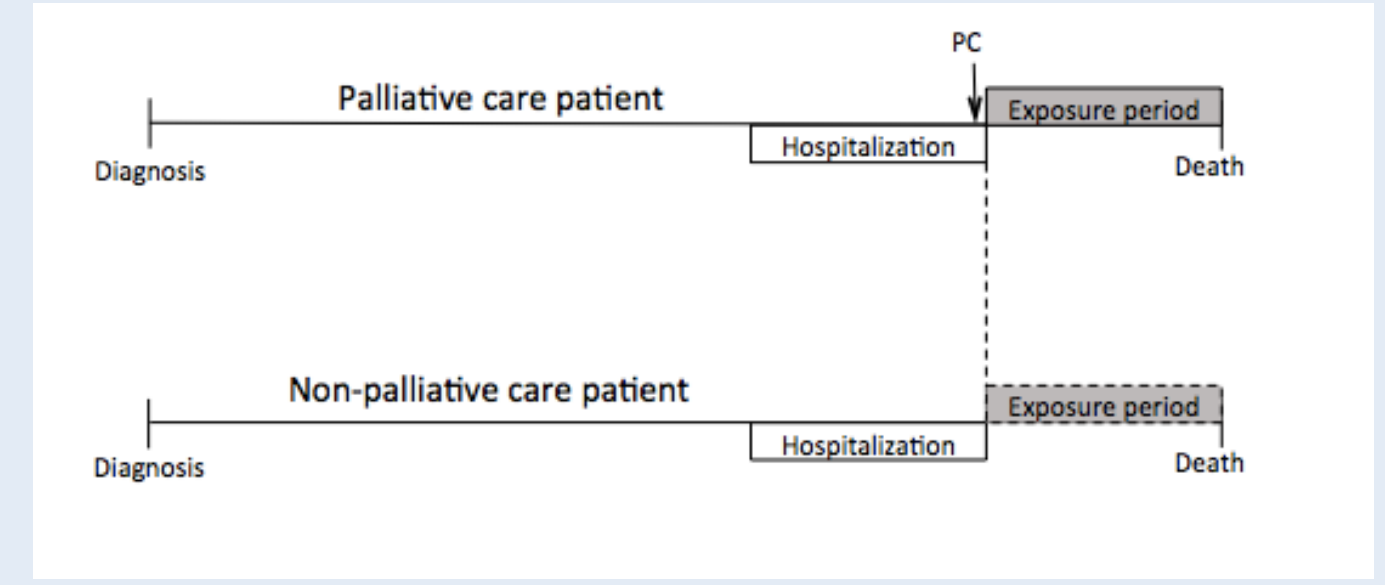 PC
Palliative care patient
Exposure period
Hospitalization
Diagnosis
Death
Non-palliative care patient
Exposure period
Hospitalization
Diagnosis
Death